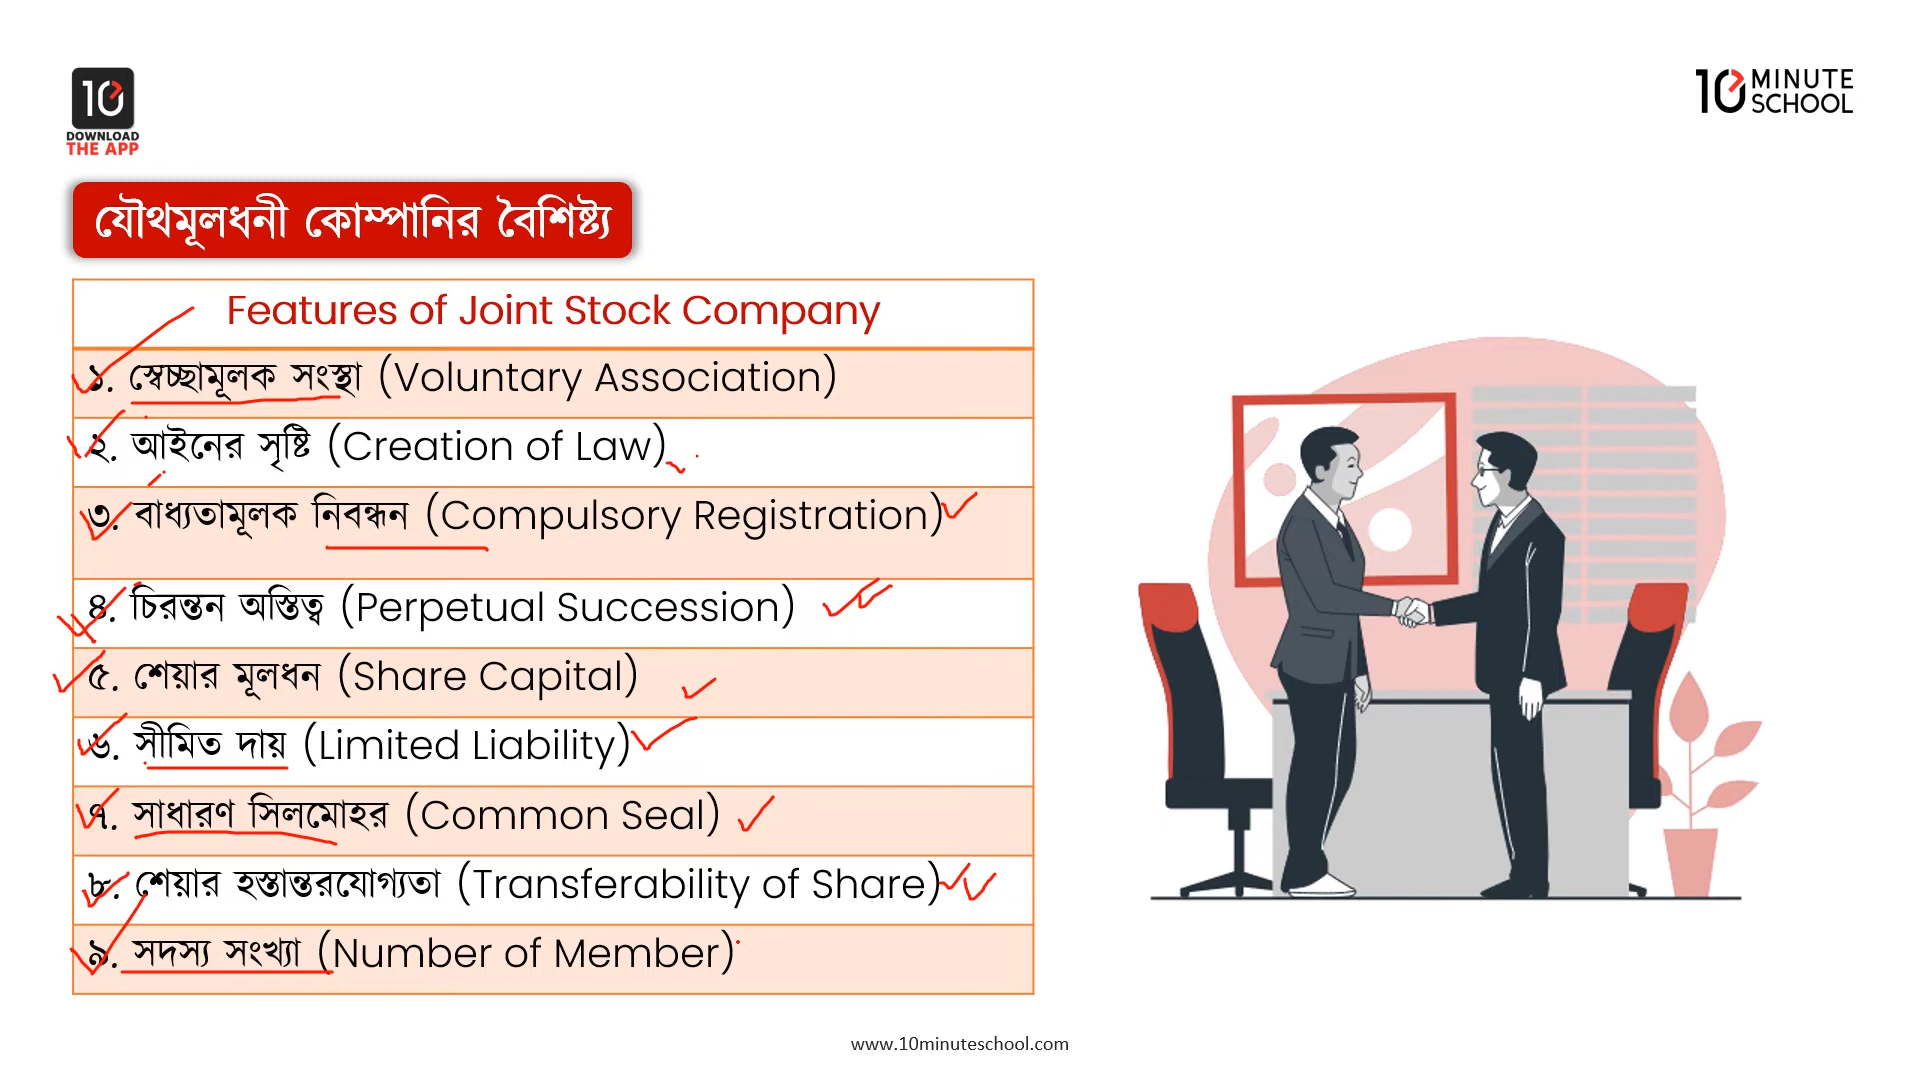 10
DOWNLOAD
THE APP
10 MINUTE
SCHOOL
যৌথমূলধনী কোম্পানির বৈশিষ্ট্য
Features of Joint Stock Company
১. স্বেচ্ছামূলক সংস্থা (Voluntary Association)
২. আইনের সৃষ্টি (Creation of Law)
৩. বাধ্যতামূলক নিবন্ধন (Compulsory Registration)
৪. চিরন্তন অস্তিত্ব (Perpetual Succession)
৫. শেয়ার মূলধন (Share Capital)
৬. সীমিত দায় (Limited Liability)
৭. সাধারণ সিলমোহর (Common Seal)
৮. শেয়ার হস্তান্তরযোগ্যতা (Transferability of Share)
৯. সদস্য সংখ্যা (Number of Member)
www.10minuteschool.com